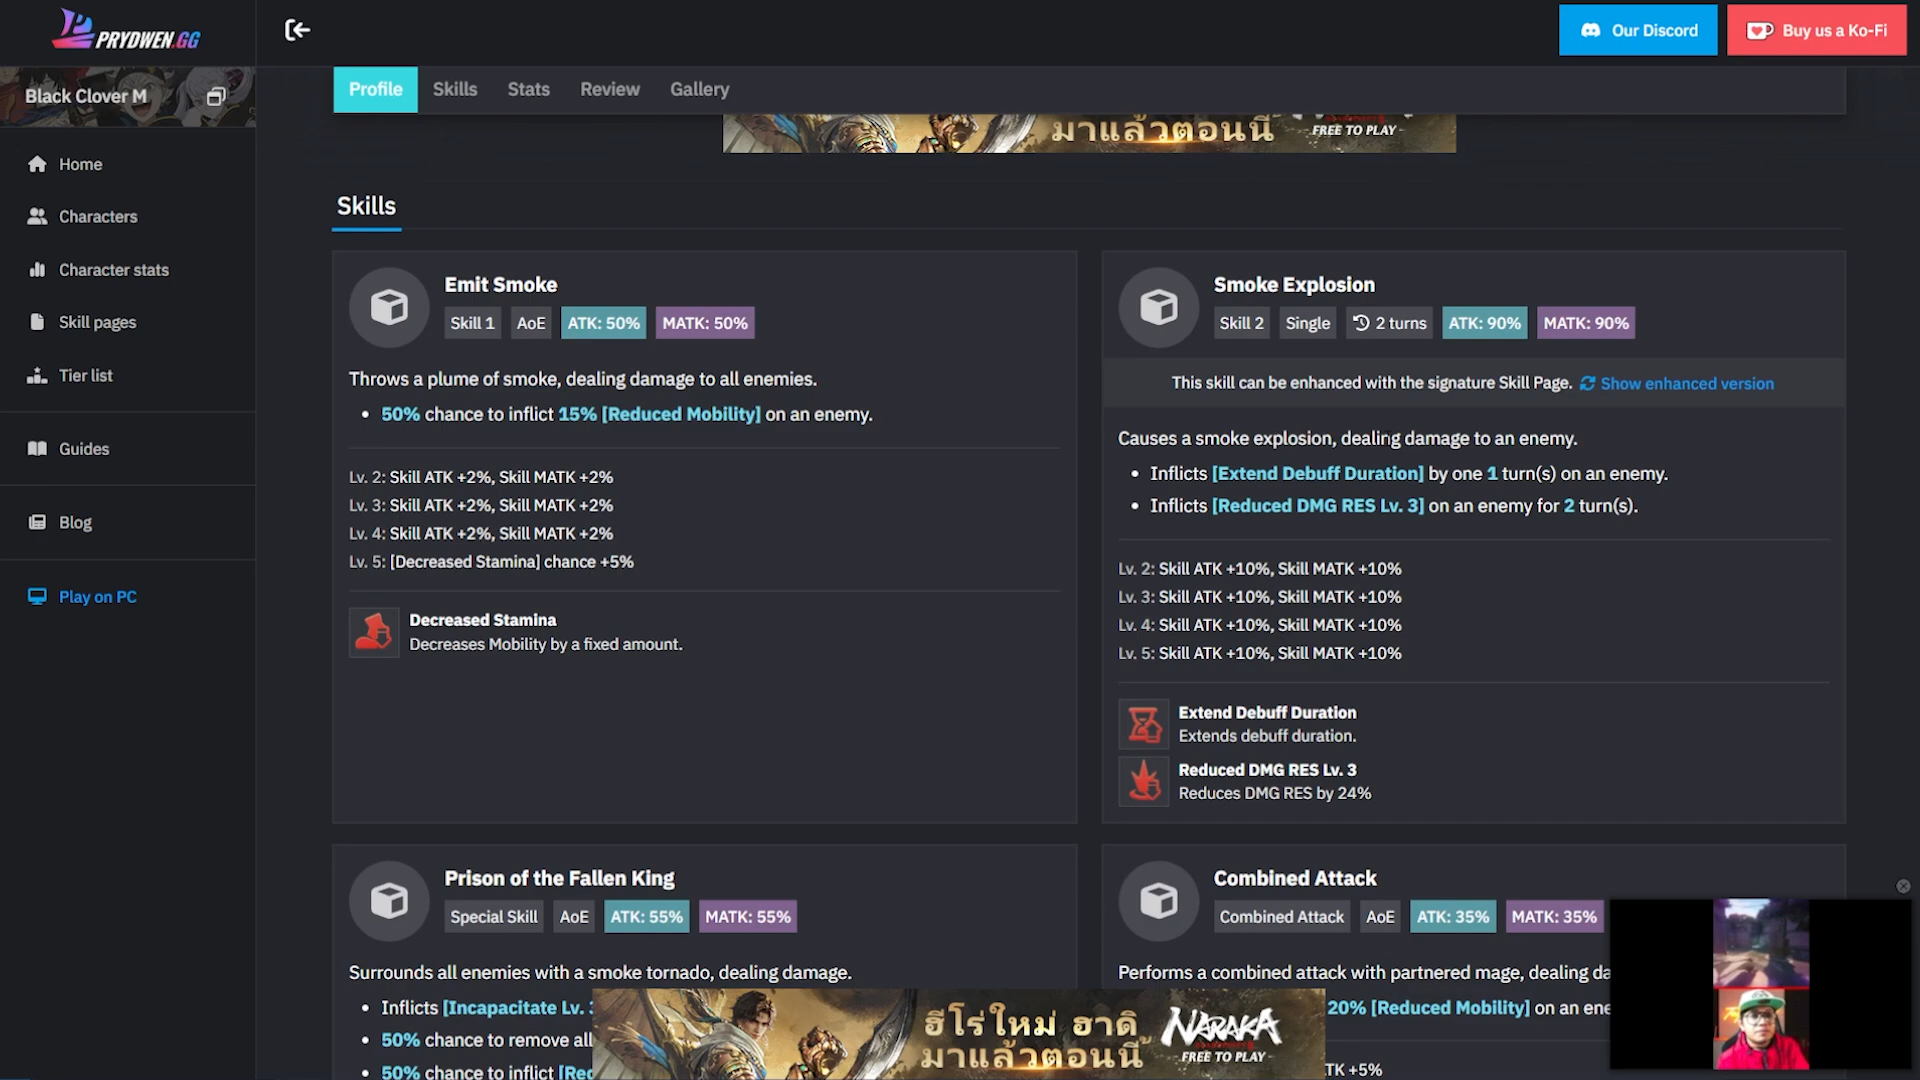 PRYDWEN.GG
Our Discord
Buy us a Ko-Fi
Black Clover M
Home
Characters
Character stats
Skill pages
Tier list
Guides
Blog
Play on PC
Profile
Skills
Stats
Review
Gallery
มาแล้วตอนนี้
FREE TO PLAY
Skills
Emit Smoke
Skill 1
AoE
ATK: 50%
MATK: 50%
Throws a plume of smoke, dealing damage to all enemies.
• 50% chance to inflict 15% [Reduced Mobility] on an enemy.
Lv. 2: Skill ATK +2%, Skill MATK +2%
Lv. 3: Skill ATK +2%, Skill MATK +2%
Lv. 4: Skill ATK +2%, Skill MATK +2%
Lv. 5: [Decreased Stamina] chance +5%
Decreased Stamina
Decreases Mobility by a fixed amount.
Smoke Explosion
Skill 2
Single
2 turns
ATK: 90%
MATK: 90%
This skill can be enhanced with the signature Skill Page. Show enhanced version
Causes a smoke explosion, dealing damage to an enemy.
• Inflicts [Extend Debuff Duration] by one 1 turn(s) on an enemy.
• Inflicts [Reduced DMG RES Lv. 3] on an enemy for 2 turn(s).
Lv. 2: Skill ATK +10%, Skill MATK +10%
Lv. 3: Skill ATK +10%, Skill MATK +10%
Lv. 4: Skill ATK +10%, Skill MATK +10%
Lv. 5: Skill ATK +10%, Skill MATK +10%
Extend Debuff Duration
Extends debuff duration.
Reduced DMG RES Lv. 3
Reduces DMG RES by 24%
Prison of the Fallen King
Special Skill
AoE
ATK: 55%
MATK: 55%
Surrounds all enemies with a smoke tornado, dealing damage.
• Inflicts [Incapacitate Lv.
• 50% chance to remove all
• 50% chance to inflict [Rec
Combined Attack
Combined Attack
AoE
ATK: 35%
MATK: 35%
Performs a combined attack with partnered mage, dealing da
20% [Reduced Mobility] on an ene
TK +5%
ฮีโร่ใหม่ ฮาดิ
มาแล้วตอนนี้
NARAKA
FREE TO PLAY